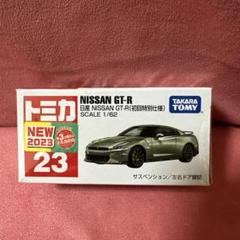 トミカ
NISSAN GT-R
日産 NISSAN GT-R(初回特別仕様)
SCALE 1/62
TAKARA TOMY
NEW
2023
23
サスペンション/左右ドア開閉